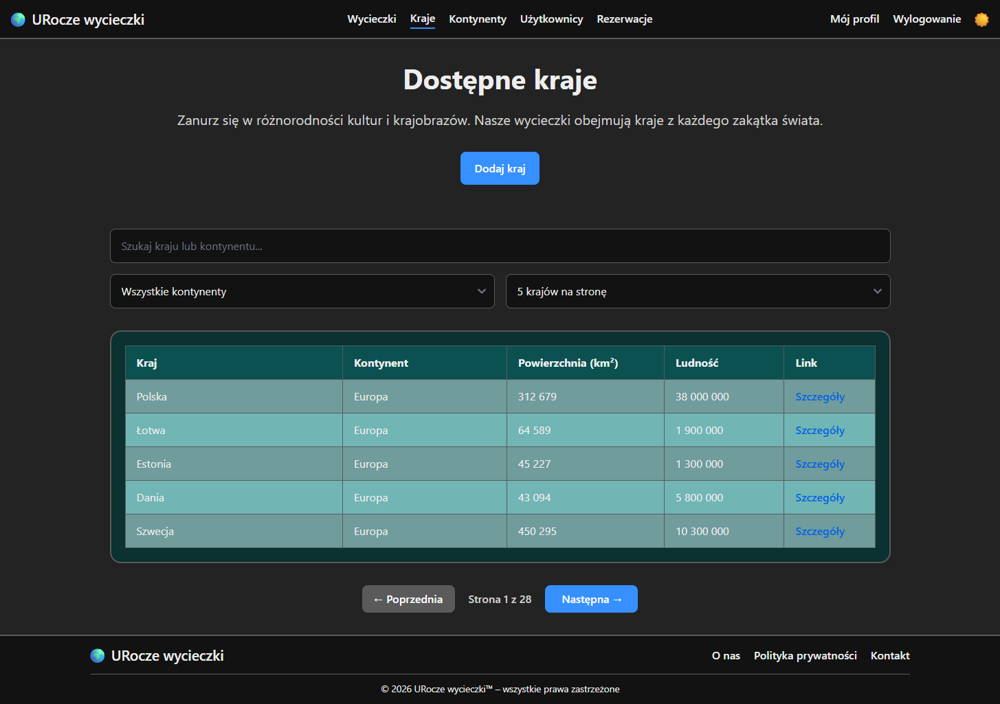 URocze wycieczki
Wycieczki Kraje Kontynenty Użytkownicy Rezerwacje
Mój profil Wylogowanie
Dostępne kraje
Zanurz się w różnorodności kultur i krajobrazów. Nasze wycieczki obejmują kraje z każdego zakątka świata.
Dodaj kraj
Szukaj kraju lub kontynentu...
Wszystkie kontynenty
5 krajów na stronę
Kraj Kontynent Powierzchnia (km²) Ludność Link
Polska Europa 312 679 38 000 000 Szczegóły
Łotwa Europa 64 589 1 900 000 Szczegóły
Estonia Europa 45 227 1 300 000 Szczegóły
Dania Europa 43 094 5 800 000 Szczegóły
Szwecja Europa 450 295 10 300 000 Szczegóły
← Poprzednia Strona 1 z 28 Następna →
URocze wycieczki
O nas Polityka prywatności Kontakt
© 2026 URocze wycieczki™ – wszystkie prawa zastrzeżone